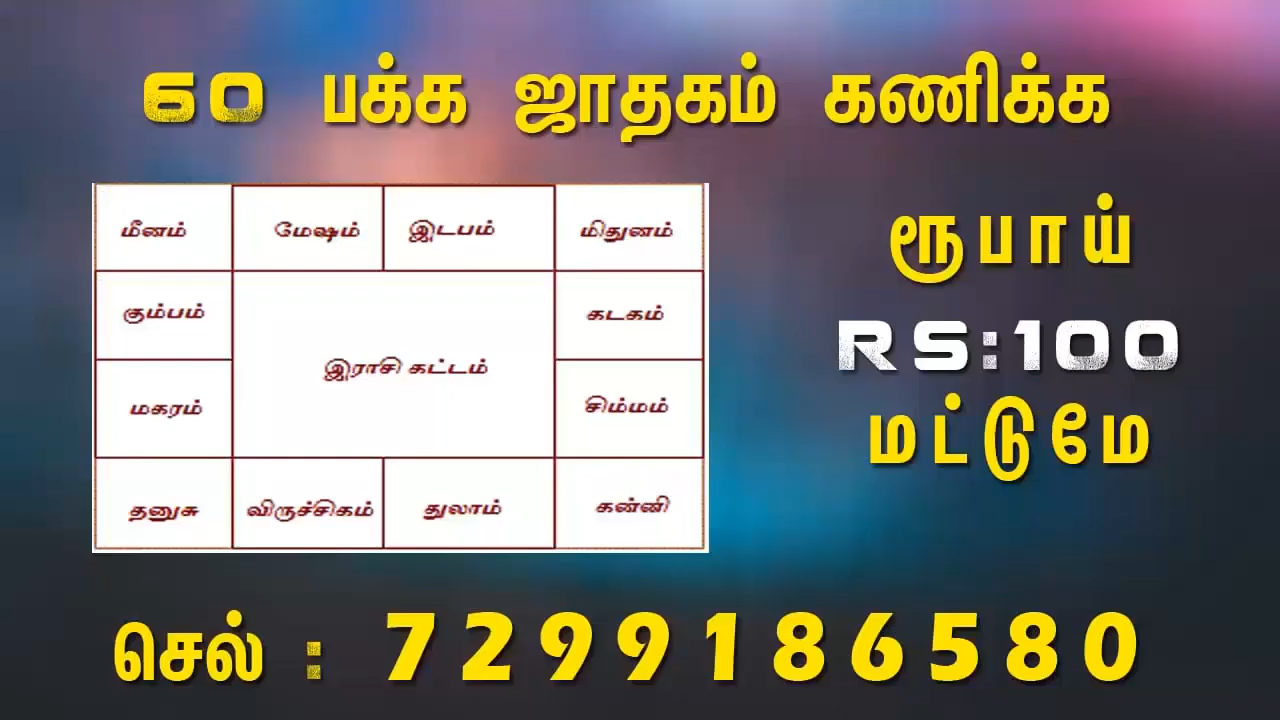 60 பக்க ஜாதகம் கணிக்க
மீனம் மேஷம் இடபம் மிதுனம்
கும்பம் கடகம்
இராசி கட்டம்
மகரம் சிம்மம்
தனுசு விருச்சிகம் துலாம் கன்னி
ரூபாய்
RS:100
மட்டுமே
செல் : 7299186580